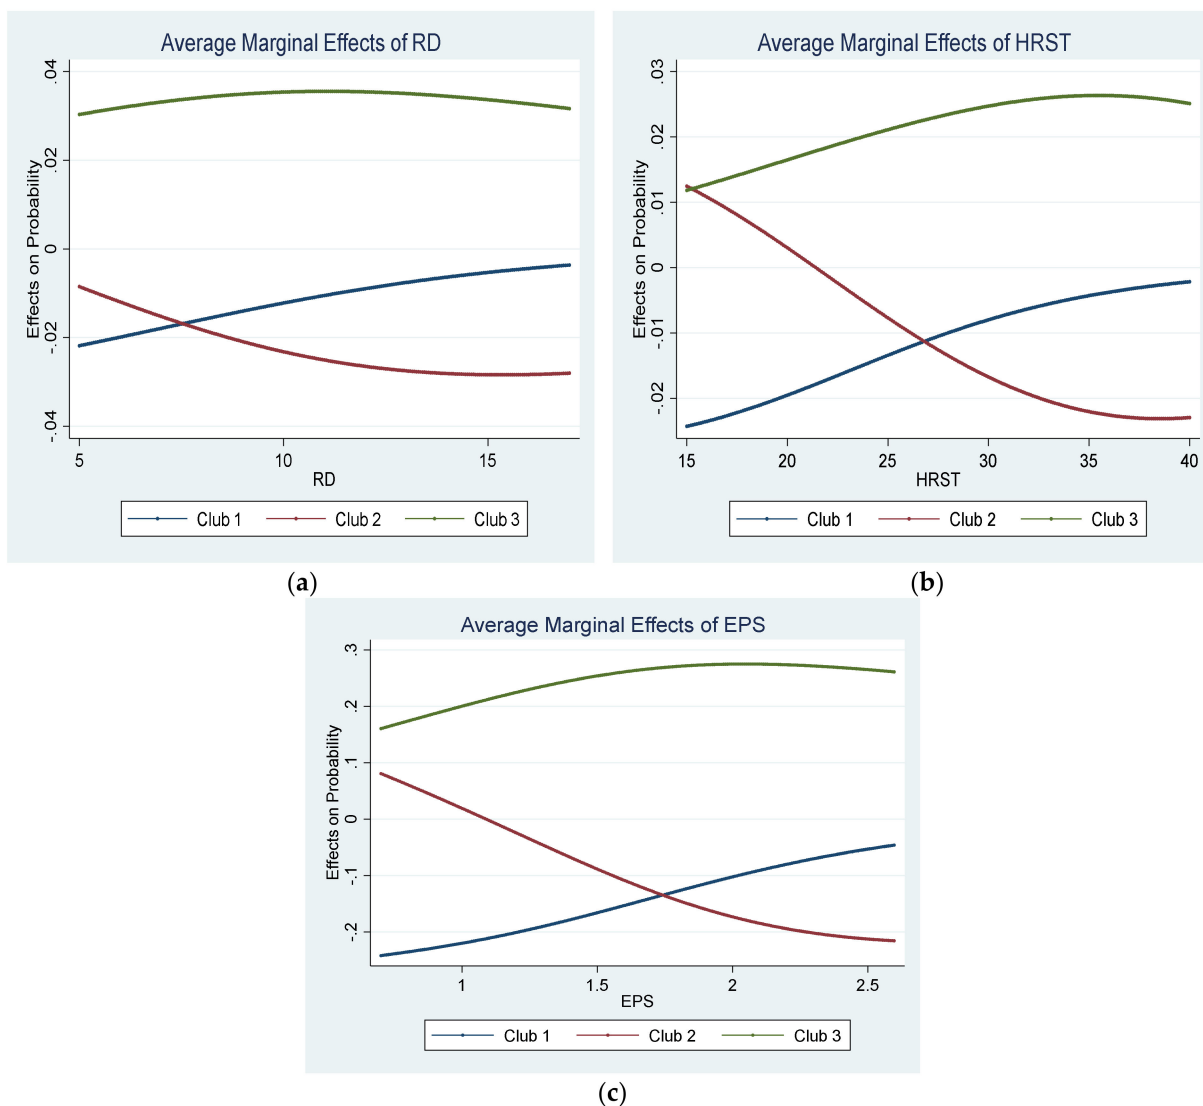 Average Marginal Effects of RD
Effects on Probability
.04
.02
0
-.02
-.04
5 10 15
RD
Club 1 Club 2 Club 3
(a)
Average Marginal Effects of HRST
Effects on Probability
.03
.02
.01
0
-.01
-.02
15 20 25 30 35 40
HRST
Club 1 Club 2 Club 3
(b)
Average Marginal Effects of EPS
Effects on Probability
.3
.2
.1
0
-.1
-.2
1 1.5 2 2.5
EPS
Club 1 Club 2 Club 3
(c)